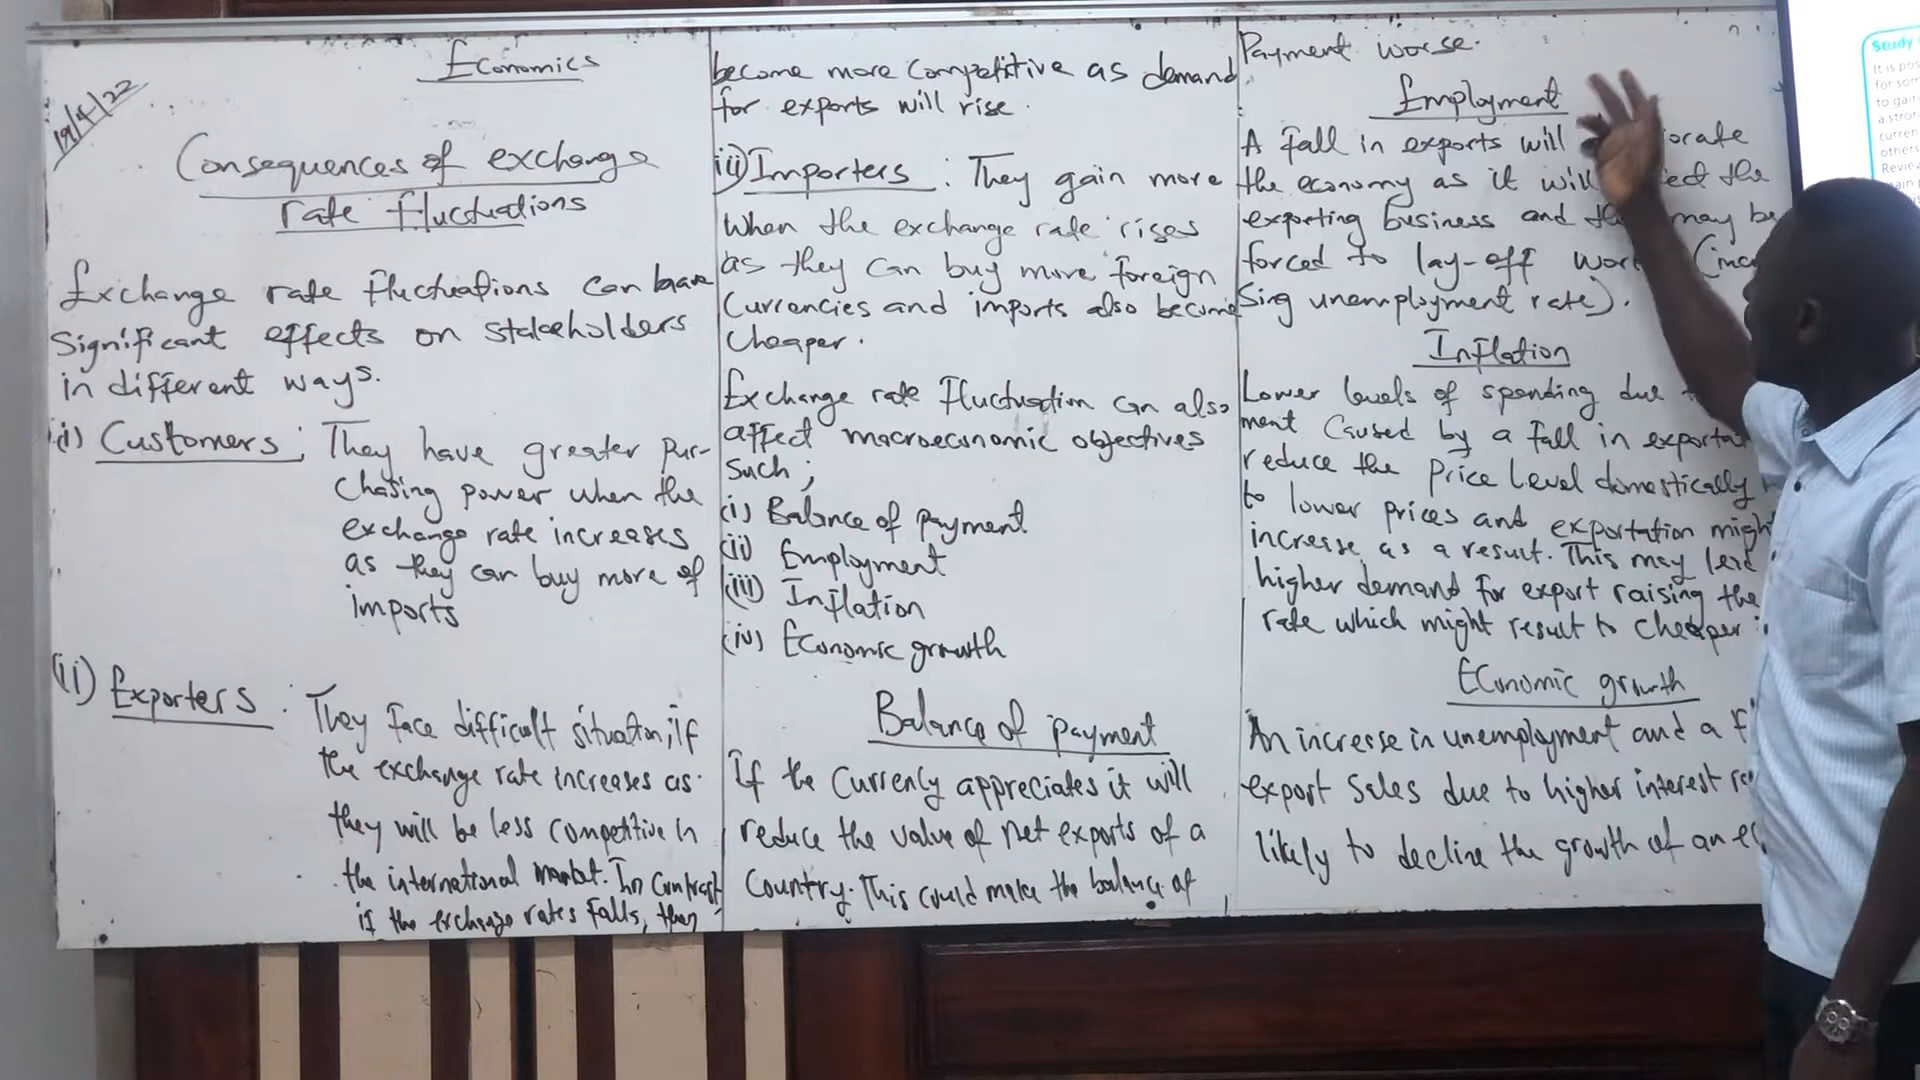 Economics
19/4/22
Consequences of exchange
rate fluctuations
Exchange rate fluctuations can have
significant effects on stakeholders
in different ways.
(i) Customers: They have greater pur-
chasing power when the
exchange rate increases
as they can buy more of
imports
(ii) Exporters: They face difficult situation, if
the exchange rate increases as
they will be less competitive in
the international market. In contrast
if the exchange rates falls, they
become more competitive as demand
for exports will rise.
iii) Importers: They gain more
when the exchange rate rises
as they can buy more foreign
currencies and imports also become
cheaper.
Exchange rate fluctuation can also
affect macroeconomic objectives
such;
(i) Balance of payment
(ii) Employment
(iii) Inflation
(iv) Economic growth
Balance of payment
If the currency appreciates it will
reduce the value of net exports of a
country. This could make the balance of
Payment worse.
Employment
A fall in exports will
the economy as it will the
exporting business and may be
forced to lay-off
sing unemployment rate).
Inflation
Lower levels of spending due
ment caused by a fall in
reduce the price level domestically
to lower prices and exportation might
increase as a result. This may lead
higher demand for export raising the
rate which might result to cheaper
Economic growth
An increase in unemployment and a
export sales due to higher interest
likely to decline the growth of an
Study
It is
for
to
a
others